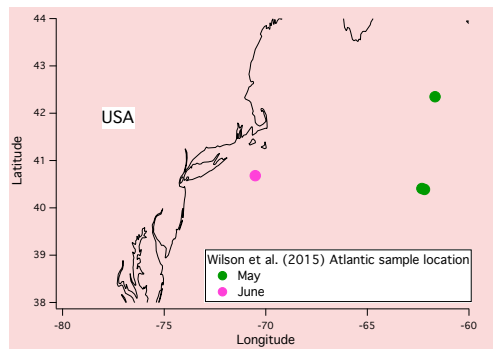 44
43
42
41
40
39
38
Latitude
USA
Wilson et al. (2015) Atlantic sample location
May
June
-80
-75
-70
-65
-60
Longitude